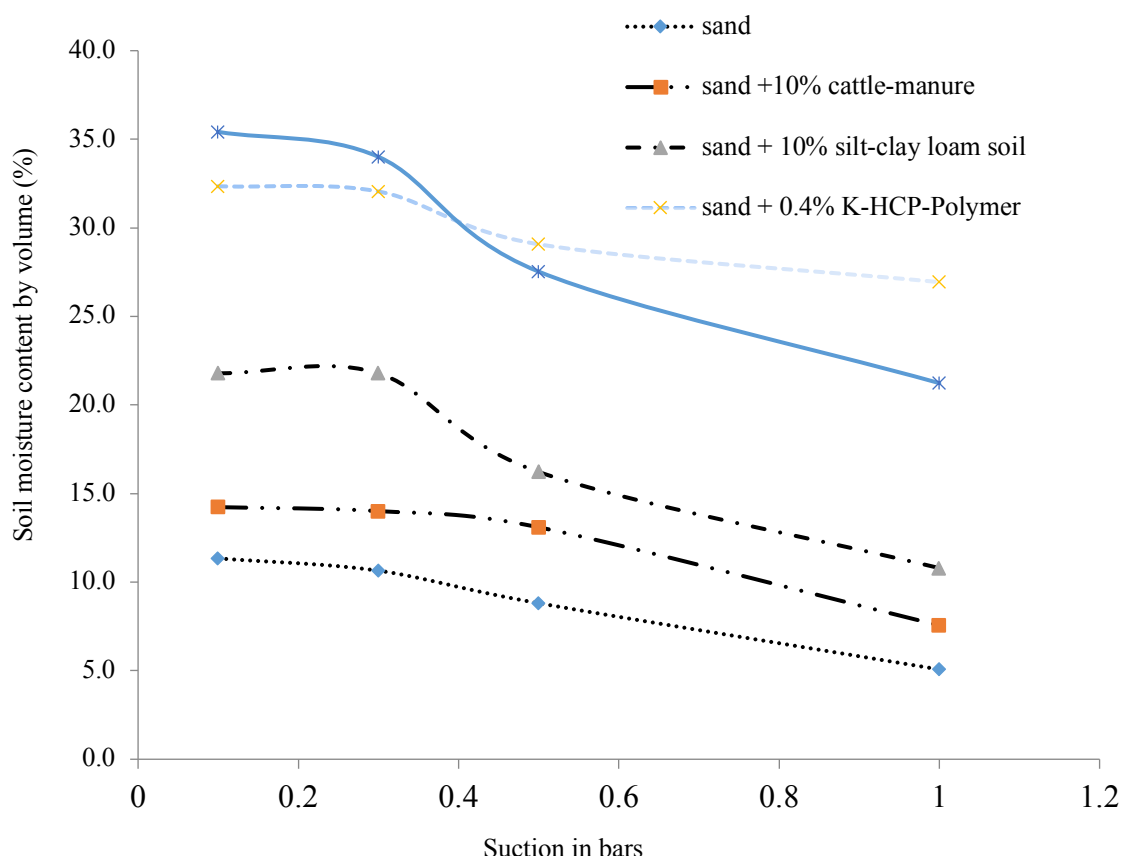 sand
sand +10% cattle-manure
sand + 10% silt-clay loam soil
sand + 0.4% K-HCP-Polymer
Soil moisture content by volume (%)
40.0
35.0
30.0
25.0
20.0
15.0
10.0
5.0
0.0
0 0.2 0.4 0.6 0.8 1 1.2
Suction in bars